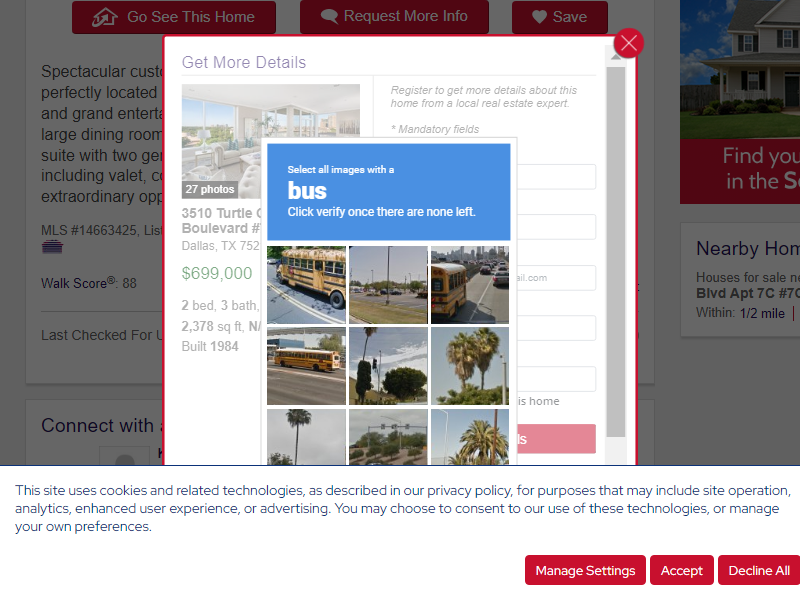 Go See This Home
Request More Info
Save
Get More Details
Spectacular custo
perfectly located
and grand enterta
large dining room
suite with two ge
including valet, c
extraordinary opp
MLS #14663425, List
Walk Score®: 88
Last Checked For U
Connect with a
27 photos
3510 Turtle C
Boulevard #
Dallas, TX 752
$699,000
2 bed, 3 bath,
2,378 sq ft, N/
Built 1984
Register to get more details about this
home from a local real estate expert.
* Mandatory fields
Select all images with a
bus
Click verify once there are none left.
ail.com
is home
ls
Find you
in the So
Nearby Hom
Houses for sale ne
Blvd Apt 7C #7C
Within: 1/2 mile |
This site uses cookies and related technologies, as described in our privacy policy, for purposes that may include site operation,
analytics, enhanced user experience, or advertising. You may choose to consent to our use of these technologies, or manage
your own preferences.
Manage Settings
Accept
Decline All